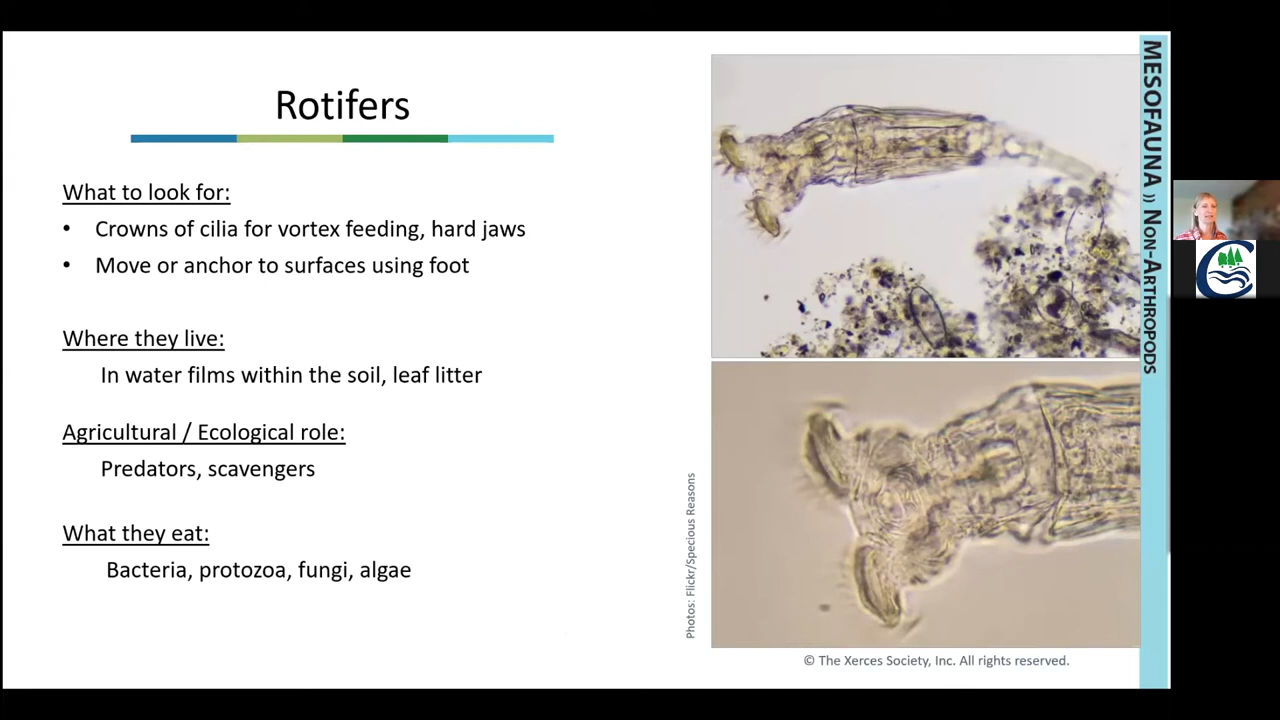 Rotifers
What to look for:
• Crowns of cilia for vortex feeding, hard jaws
• Move or anchor to surfaces using foot
Where they live:
In water films within the soil, leaf litter
Agricultural / Ecological role:
Predators, scavengers
What they eat:
Bacteria, protozoa, fungi, algae
Photos: Flickr/Specious Reasons
© The Xerces Society, Inc. All rights reserved.
MESOFAUNA » NON-ARTHROPODS